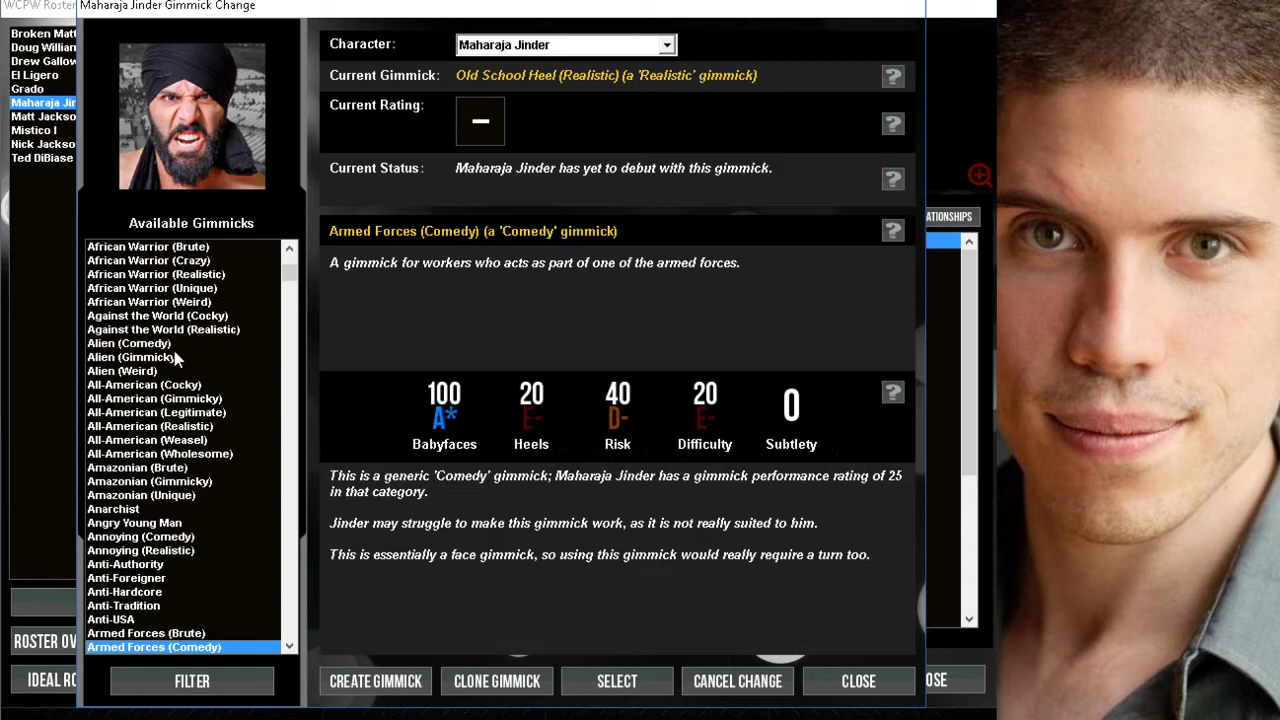 WCPW Roster
Maharaja Jinder Gimmick Change
Broken Matt
Doug William
Drew Gallow
El Ligero
Grado
Maharaja Jin
Matt Jackso
Mistico I
Nick Jackso
Ted DiBiase
ROSTER OV
IDEAL RO
Available Gimmicks
African Warrior (Brute)
African Warrior (Crazy)
African Warrior (Realistic)
African Warrior (Unique)
African Warrior (Weird)
Against the World (Cocky)
Against the World (Realistic)
Alien (Comedy)
Alien (Gimmicky)
Alien (Weird)
All-American (Cocky)
All-American (Gimmicky)
All-American (Legitimate)
All-American (Realistic)
All-American (Weasel)
All-American (Wholesome)
Amazonian (Brute)
Amazonian (Gimmicky)
Amazonian (Unique)
Anarchist
Angry Young Man
Annoying (Comedy)
Annoying (Realistic)
Anti-Authority
Anti-Foreigner
Anti-Hardcore
Anti-Tradition
Anti-USA
Armed Forces (Brute)
Armed Forces (Comedy)
FILTER
Character: Maharaja Jinder
Current Gimmick: Old School Heel (Realistic) (a 'Realistic' gimmick) ?
Current Rating: – ?
Current Status: Maharaja Jinder has yet to debut with this gimmick. ?
Armed Forces (Comedy) (a 'Comedy' gimmick) ?
A gimmick for workers who acts as part of one of the armed forces.
100 20 40 20 0 ?
A* E- D- E-
Babyfaces Heels Risk Difficulty Subtlety
This is a generic 'Comedy' gimmick; Maharaja Jinder has a gimmick performance rating of 25
in that category.
Jinder may struggle to make this gimmick work, as it is not really suited to him.
This is essentially a face gimmick, so using this gimmick would really require a turn too.
CREATE GIMMICK CLONE GIMMICK SELECT CANCEL CHANGE CLOSE
ATIONSHIPS
OSE